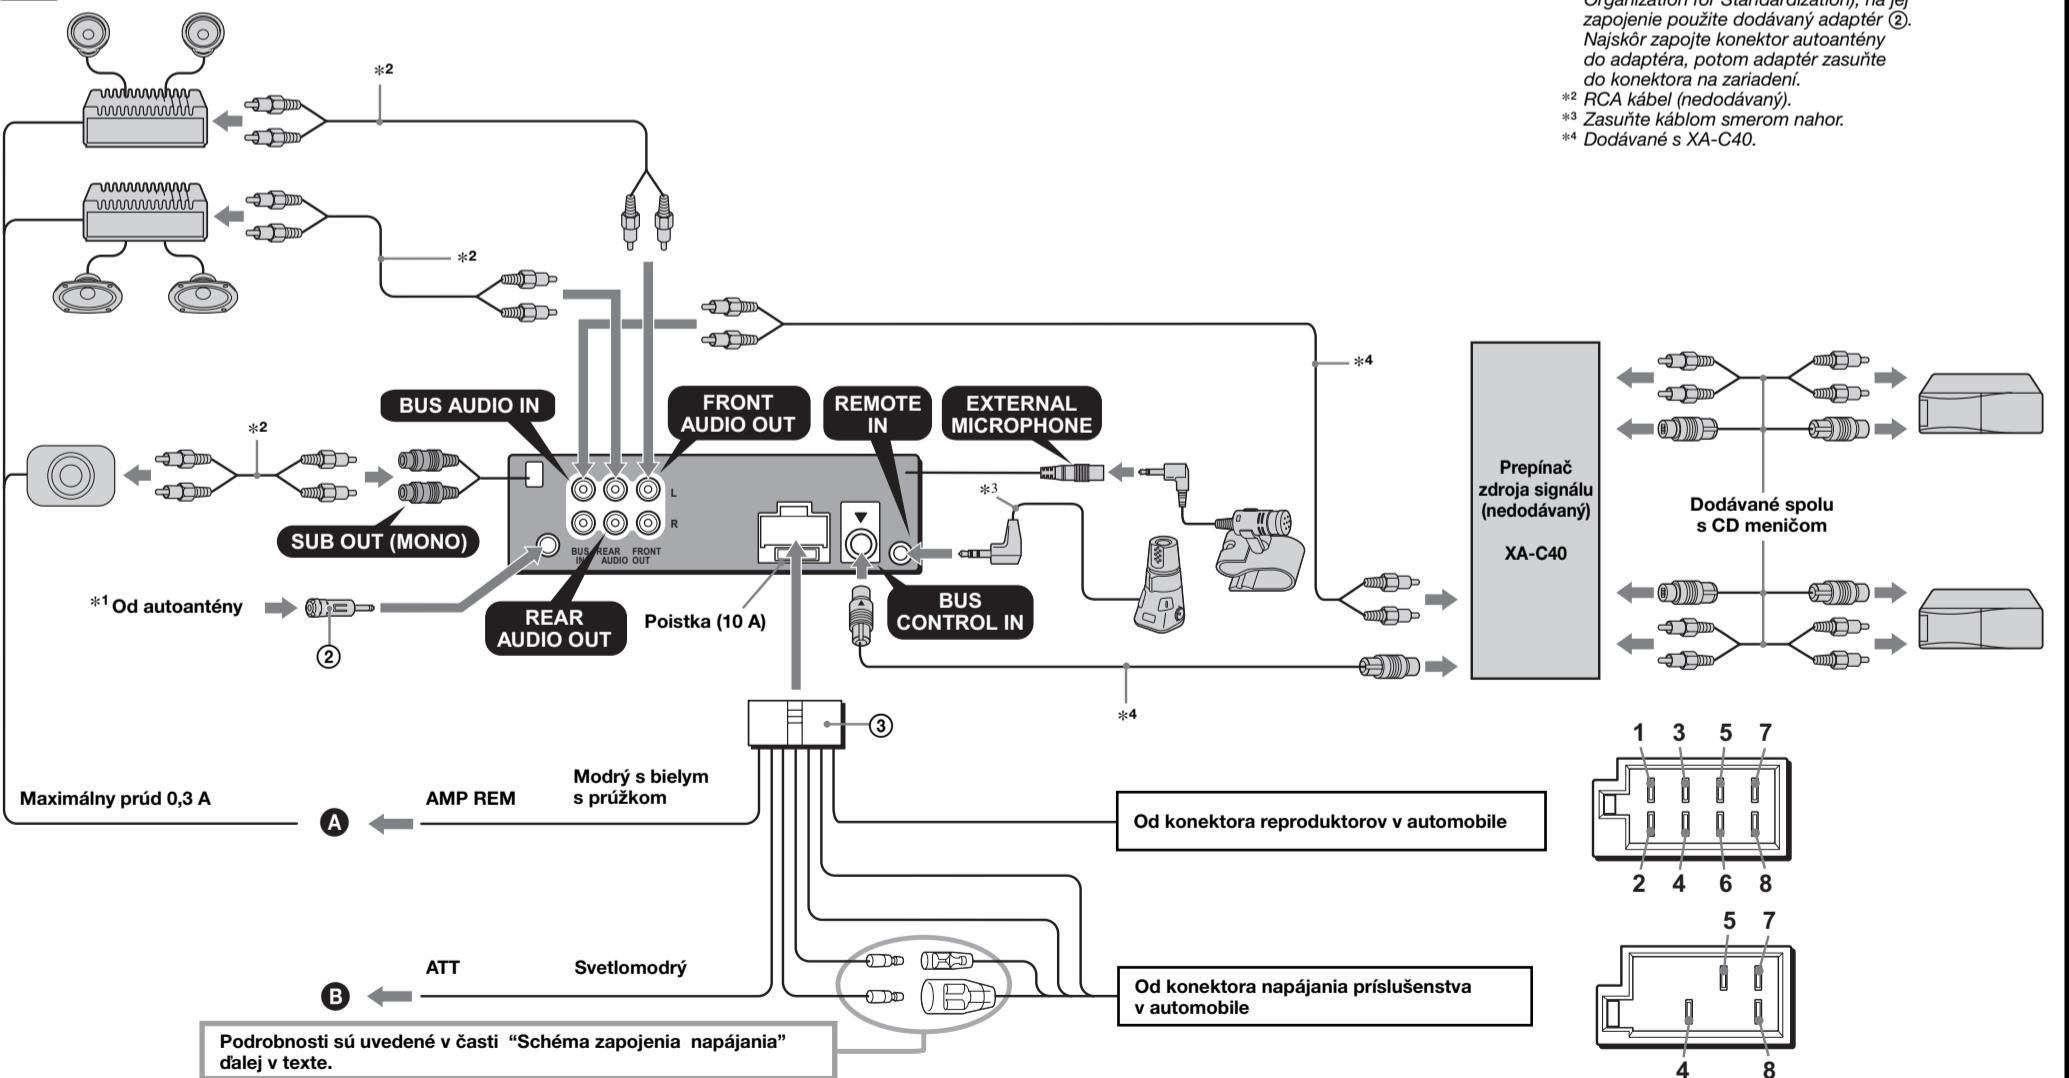 Organization for Standardization), na jej
zapojenie použite dodávaný adaptér ②.
Najskôr zapojte konektor autoantény
do adaptéra, potom adaptér zasuňte
do konektora na zariadení.
*2 RCA kábel (nedodávaný).
*3 Zasuňte káblom smerom nahor.
*4 Dodávané s XA-C40.
*2
*2
*4
BUS AUDIO IN
FRONT
AUDIO OUT
REMOTE
IN
EXTERNAL
MICROPHONE
*2
*3
L
R
SUB OUT (MONO)
BUS REAR FRONT
IN AUDIO OUT
Prepínač
zdroja signálu
(nedodávaný)
XA-C40
Dodávané spolu
s CD meničom
*1 Od autoantény
②
REAR
AUDIO OUT
Poistka (10 A)
BUS
CONTROL IN
*4
③
1 3 5 7
2 4 6 8
Maximálny prúd 0,3 A
A
AMP REM
Modrý s bielym
s prúžkom
Od konektora reproduktorov v automobile
5 7
4 8
B
ATT
Svetlomodrý
Od konektora napájania príslušenstva
v automobile
Podrobnosti sú uvedené v časti “Schéma zapojenia napájania”
ďalej v texte.